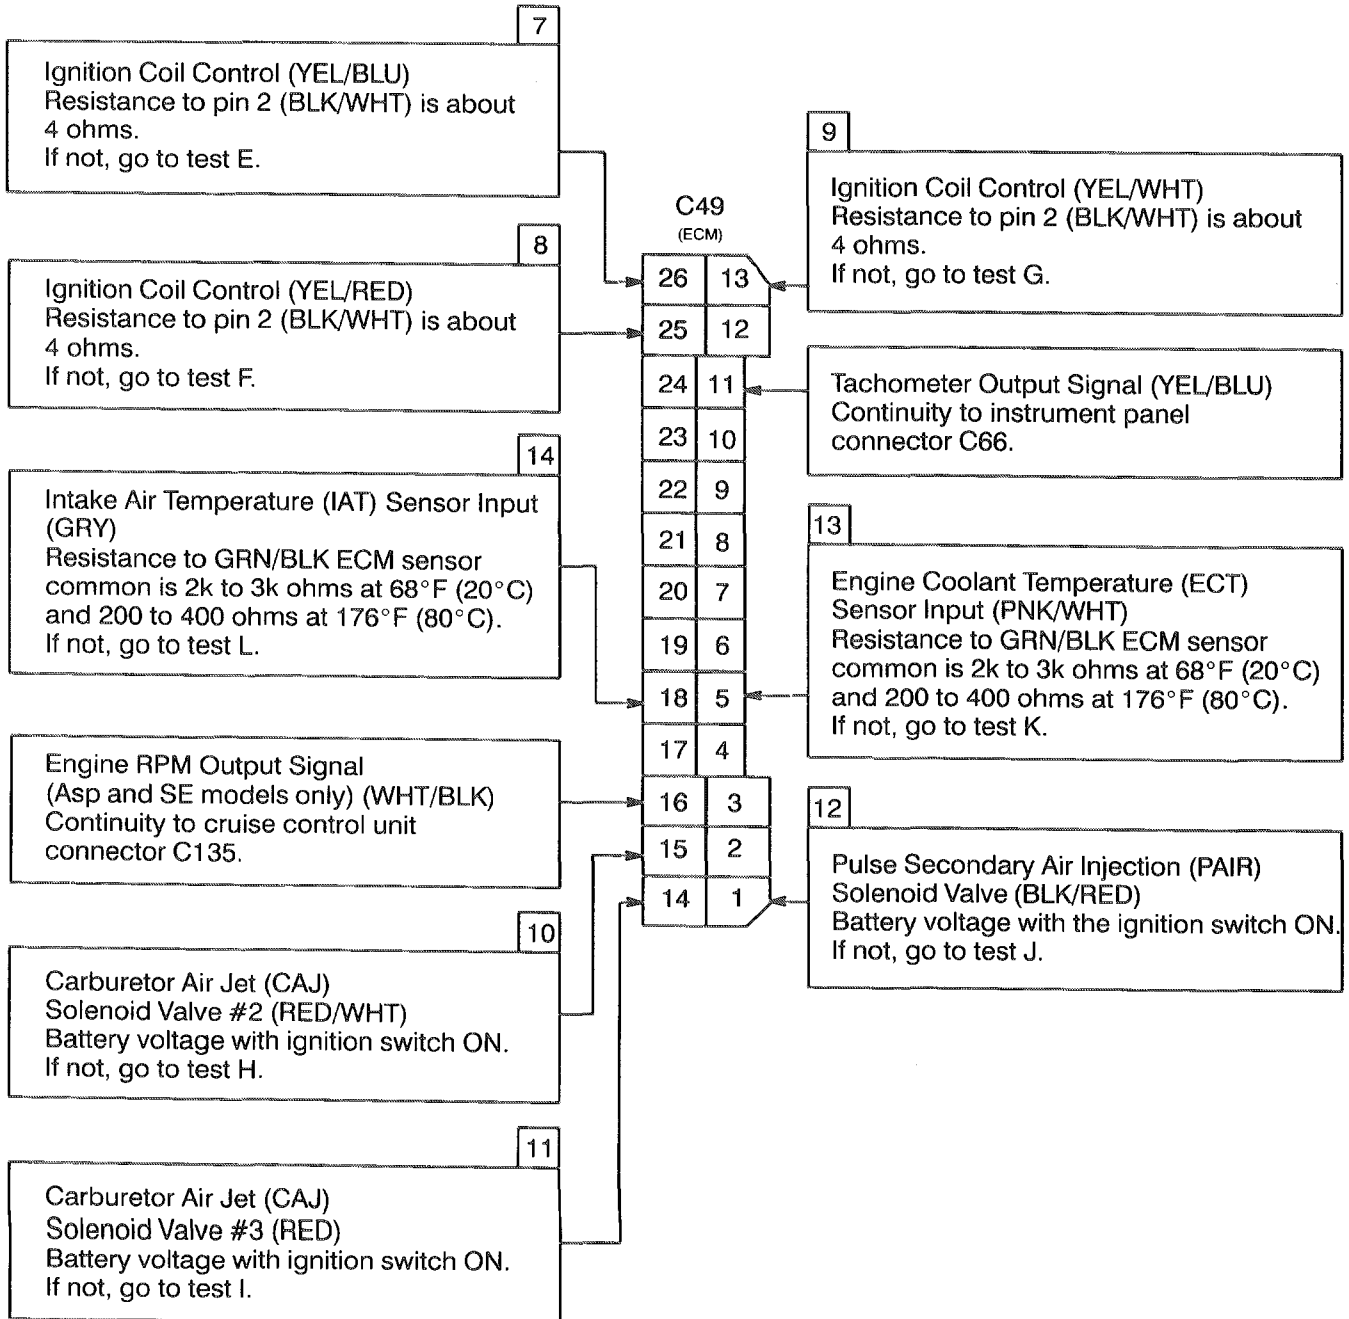 7
Ignition Coil Control (YEL/BLU)
Resistance to pin 2 (BLK/WHT) is about
4 ohms.
If not, go to test E.
8
Ignition Coil Control (YEL/RED)
Resistance to pin 2 (BLK/WHT) is about
4 ohms.
If not, go to test F.
14
Intake Air Temperature (IAT) Sensor Input
(GRY)
Resistance to GRN/BLK ECM sensor
common is 2k to 3k ohms at 68°F (20°C)
and 200 to 400 ohms at 176°F (80°C).
If not, go to test L.
Engine RPM Output Signal
(Asp and SE models only) (WHT/BLK)
Continuity to cruise control unit
connector C135.
10
Carburetor Air Jet (CAJ)
Solenoid Valve #2 (RED/WHT)
Battery voltage with ignition switch ON.
If not, go to test H.
11
Carburetor Air Jet (CAJ)
Solenoid Valve #3 (RED)
Battery voltage with ignition switch ON.
If not, go to test I.
C49
(ECM)
26 13
25 12
24 11
23 10
22 9
21 8
20 7
19 6
18 5
17 4
16 3
15 2
14 1
9
Ignition Coil Control (YEL/WHT)
Resistance to pin 2 (BLK/WHT) is about
4 ohms.
If not, go to test G.
Tachometer Output Signal (YEL/BLU)
Continuity to instrument panel
connector C66.
13
Engine Coolant Temperature (ECT)
Sensor Input (PNK/WHT)
Resistance to GRN/BLK ECM sensor
common is 2k to 3k ohms at 68°F (20°C)
and 200 to 400 ohms at 176°F (80°C).
If not, go to test K.
12
Pulse Secondary Air Injection (PAIR)
Solenoid Valve (BLK/RED)
Battery voltage with the ignition switch ON.
If not, go to test J.